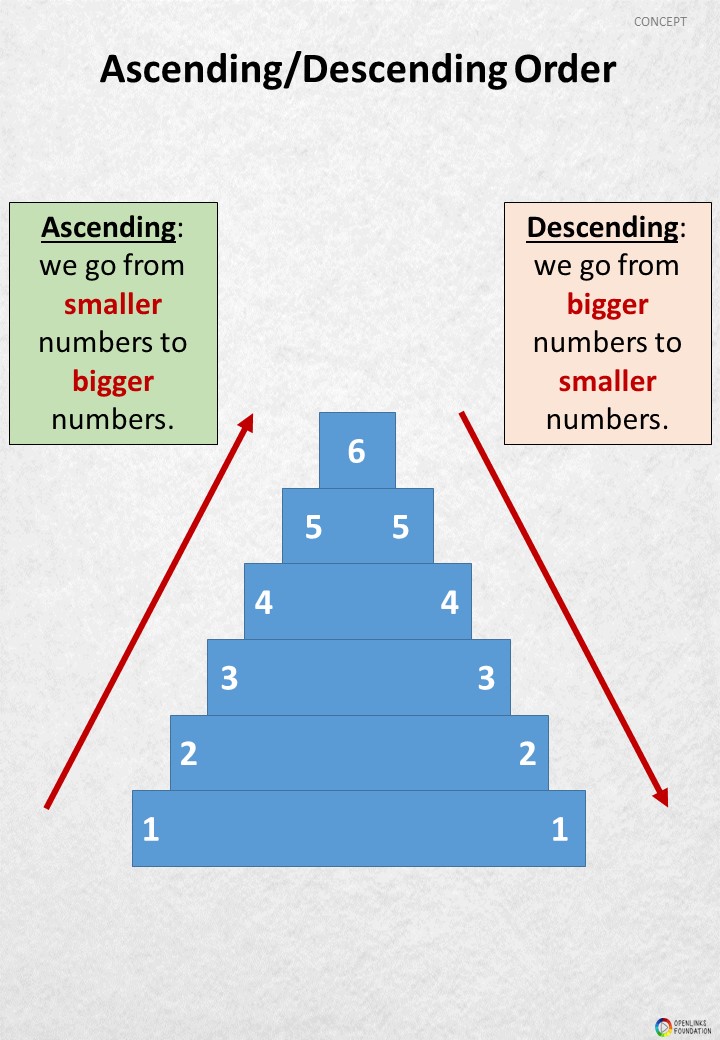 CONCEPT
Ascending/Descending Order
Ascending:
we go from
smaller
numbers to
bigger
numbers.
Descending:
we go from
bigger
numbers to
smaller
numbers.
6
5 5
4 4
3 3
2 2
1 1
OPENLINKS
FOUNDATION